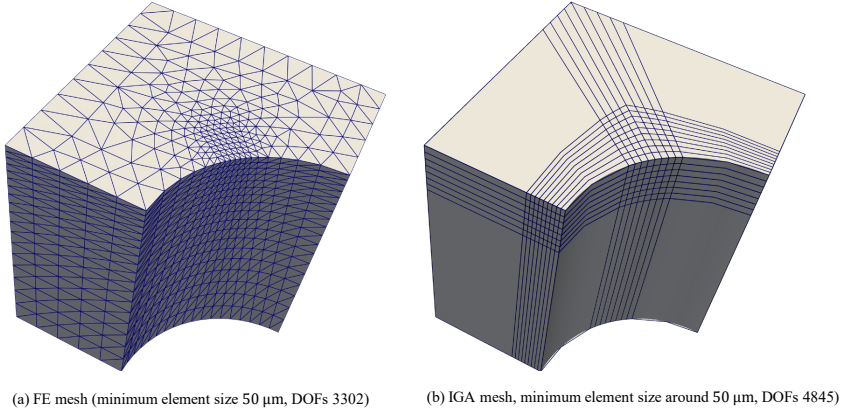 (a) FE mesh (minimum element size 50 μm, DOFs 3302)
(b) IGA mesh, minimum element size around 50 μm, DOFs 4845)